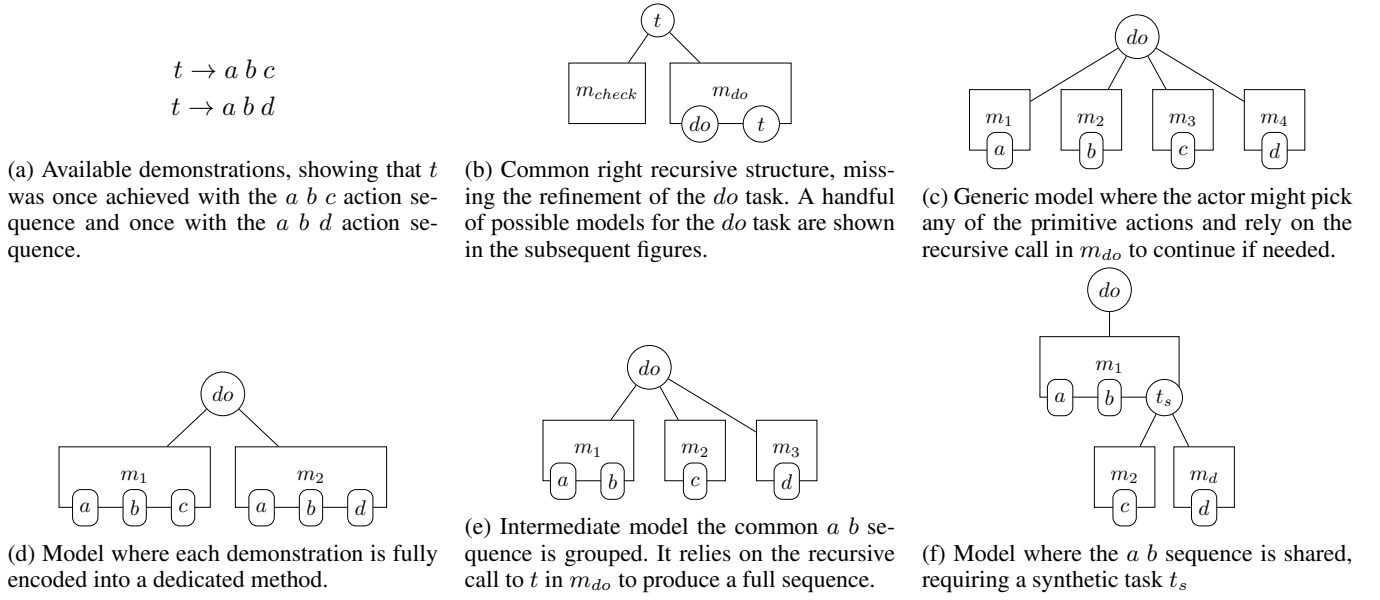 t → a b c
t → a b d
(a) Available demonstrations, showing that t
was once achieved with the a b c action se-
quence and once with the a b d action se-
quence.
t
m_check
m_do
do
t
(b) Common right recursive structure, miss-
ing the refinement of the do task. A handful
of possible models for the do task are shown
in the subsequent figures.
do
m_1
m_2
m_3
m_4
a
b
c
d
(c) Generic model where the actor might pick
any of the primitive actions and rely on the
recursive call in m_do to continue if needed.
do
m_1
m_2
a
b
c
a
b
d
(d) Model where each demonstration is fully
encoded into a dedicated method.
do
m_1
m_2
m_3
a
b
c
d
(e) Intermediate model the common a b se-
quence is grouped. It relies on the recursive
call to t in m_do to produce a full sequence.
do
m_1
a
b
t_s
m_2
m_d
c
d
(f) Model where the a b sequence is shared,
requiring a synthetic task t_s